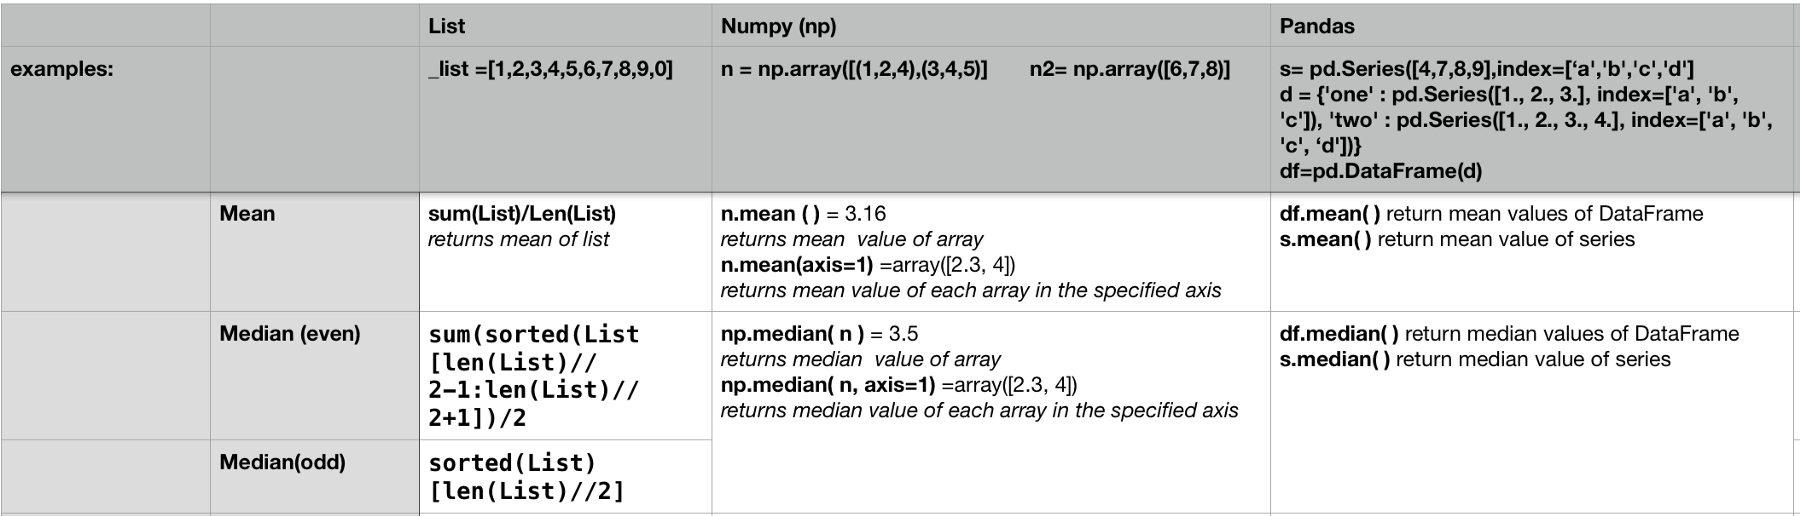 List
Numpy (np)
Pandas
examples:
_list =[1,2,3,4,5,6,7,8,9,0]
n = np.array([(1,2,4),(3,4,5)] n2= np.array([6,7,8)]
s= pd.Series([4,7,8,9],index=[‘a','b','c','d']
d = {'one' : pd.Series([1., 2., 3.], index=['a', 'b',
'c']), 'two' : pd.Series([1., 2., 3., 4.], index=['a', 'b',
'c', ‘d'])}
df=pd.DataFrame(d)
Mean
sum(List)/Len(List)
returns mean of list
n.mean ( ) = 3.16
returns mean value of array
n.mean(axis=1) =array([2.3, 4])
returns mean value of each array in the specified axis
df.mean( ) return mean values of DataFrame
s.mean( ) return mean value of series
Median (even)
sum(sorted(List
[len(List)//
2-1:len(List)//
2+1])/2
np.median( n ) = 3.5
returns median value of array
np.median( n, axis=1) =array([2.3, 4])
returns median value of each array in the specified axis
df.median( ) return median values of DataFrame
s.median( ) return median value of series
Median(odd)
sorted(List)
[len(List)//2]